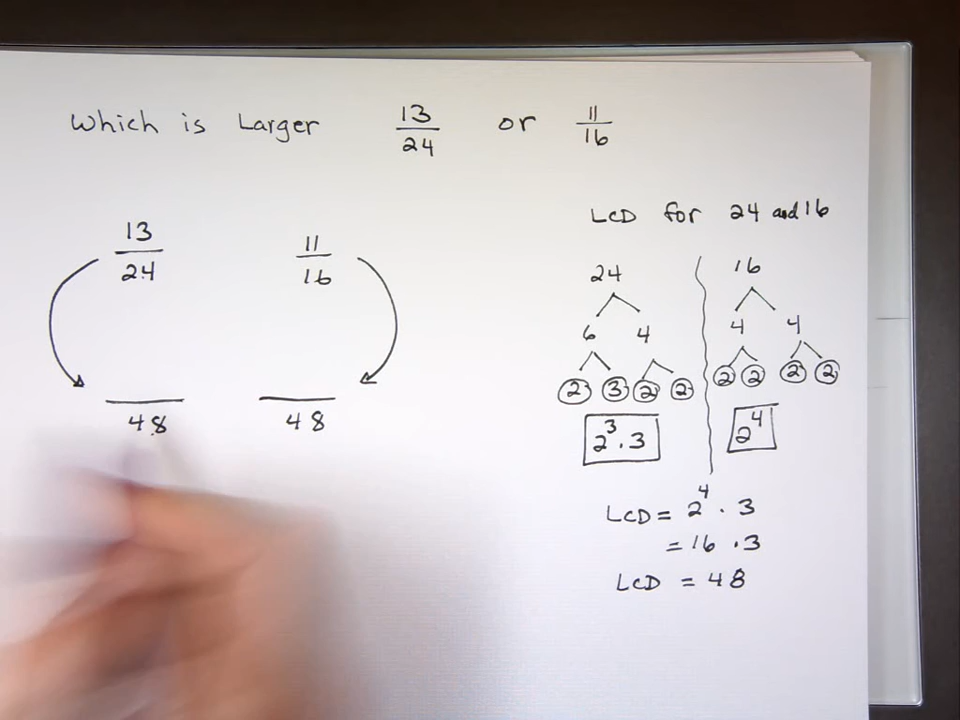 Which is Larger 13/24 or 11/16
13/24 11/16
48 48
LCD for 24 and 16
24 16
6 4 4 4
2 3 2 2 2 2 2 2
2³·3 2⁴
LCD = 2⁴ · 3
= 16 · 3
LCD = 48